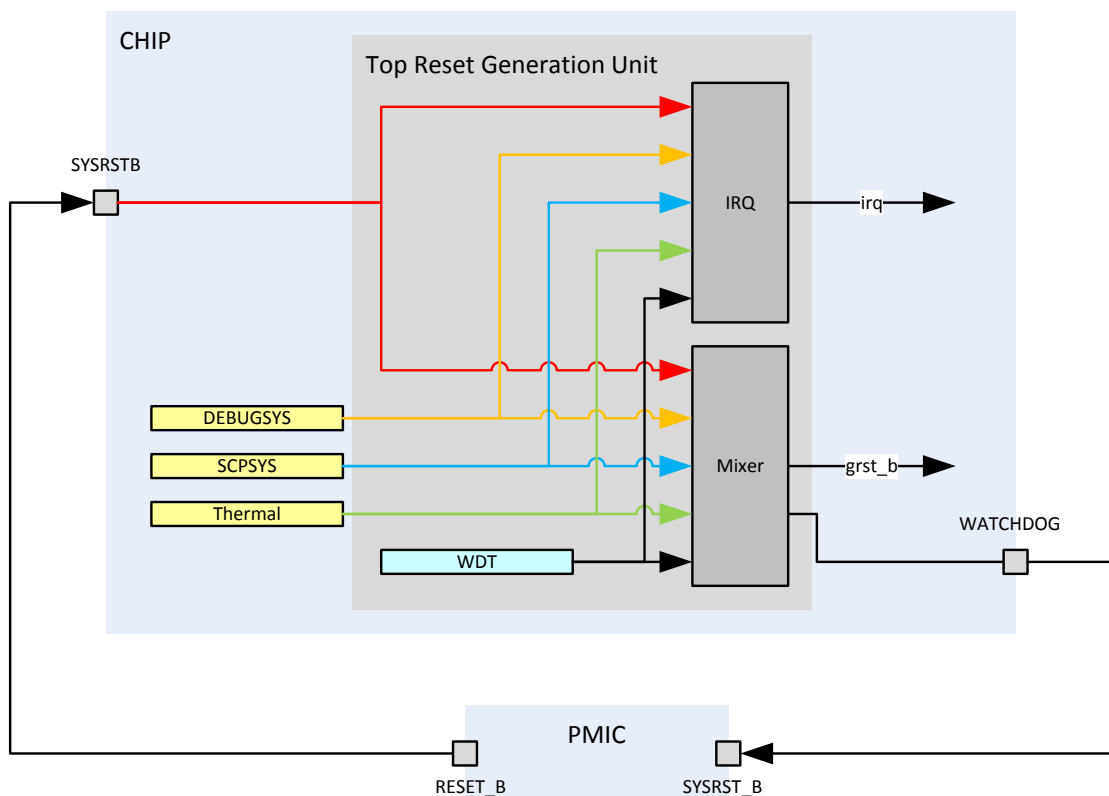 CHIP
Top Reset Generation Unit
SYSRSTB
IRQ
irq
DEBUGSYS
SCPSYS
Thermal
WDT
Mixer
grst_b
WATCHDOG
PMIC
RESET_B
SYSRST_B